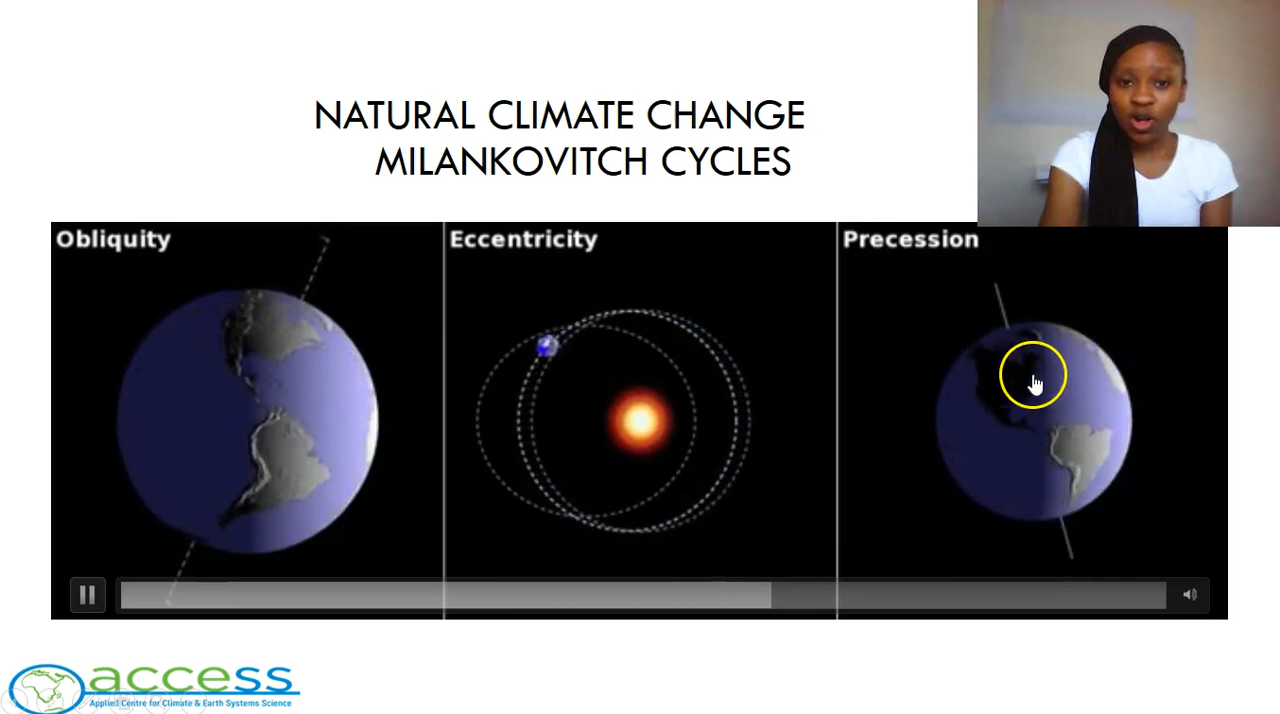 NATURAL CLIMATE CHANGE
MILANKOVITCH CYCLES
Obliquity
Eccentricity
Precession
access
Applied Centre for Climate & Earth Systems Science